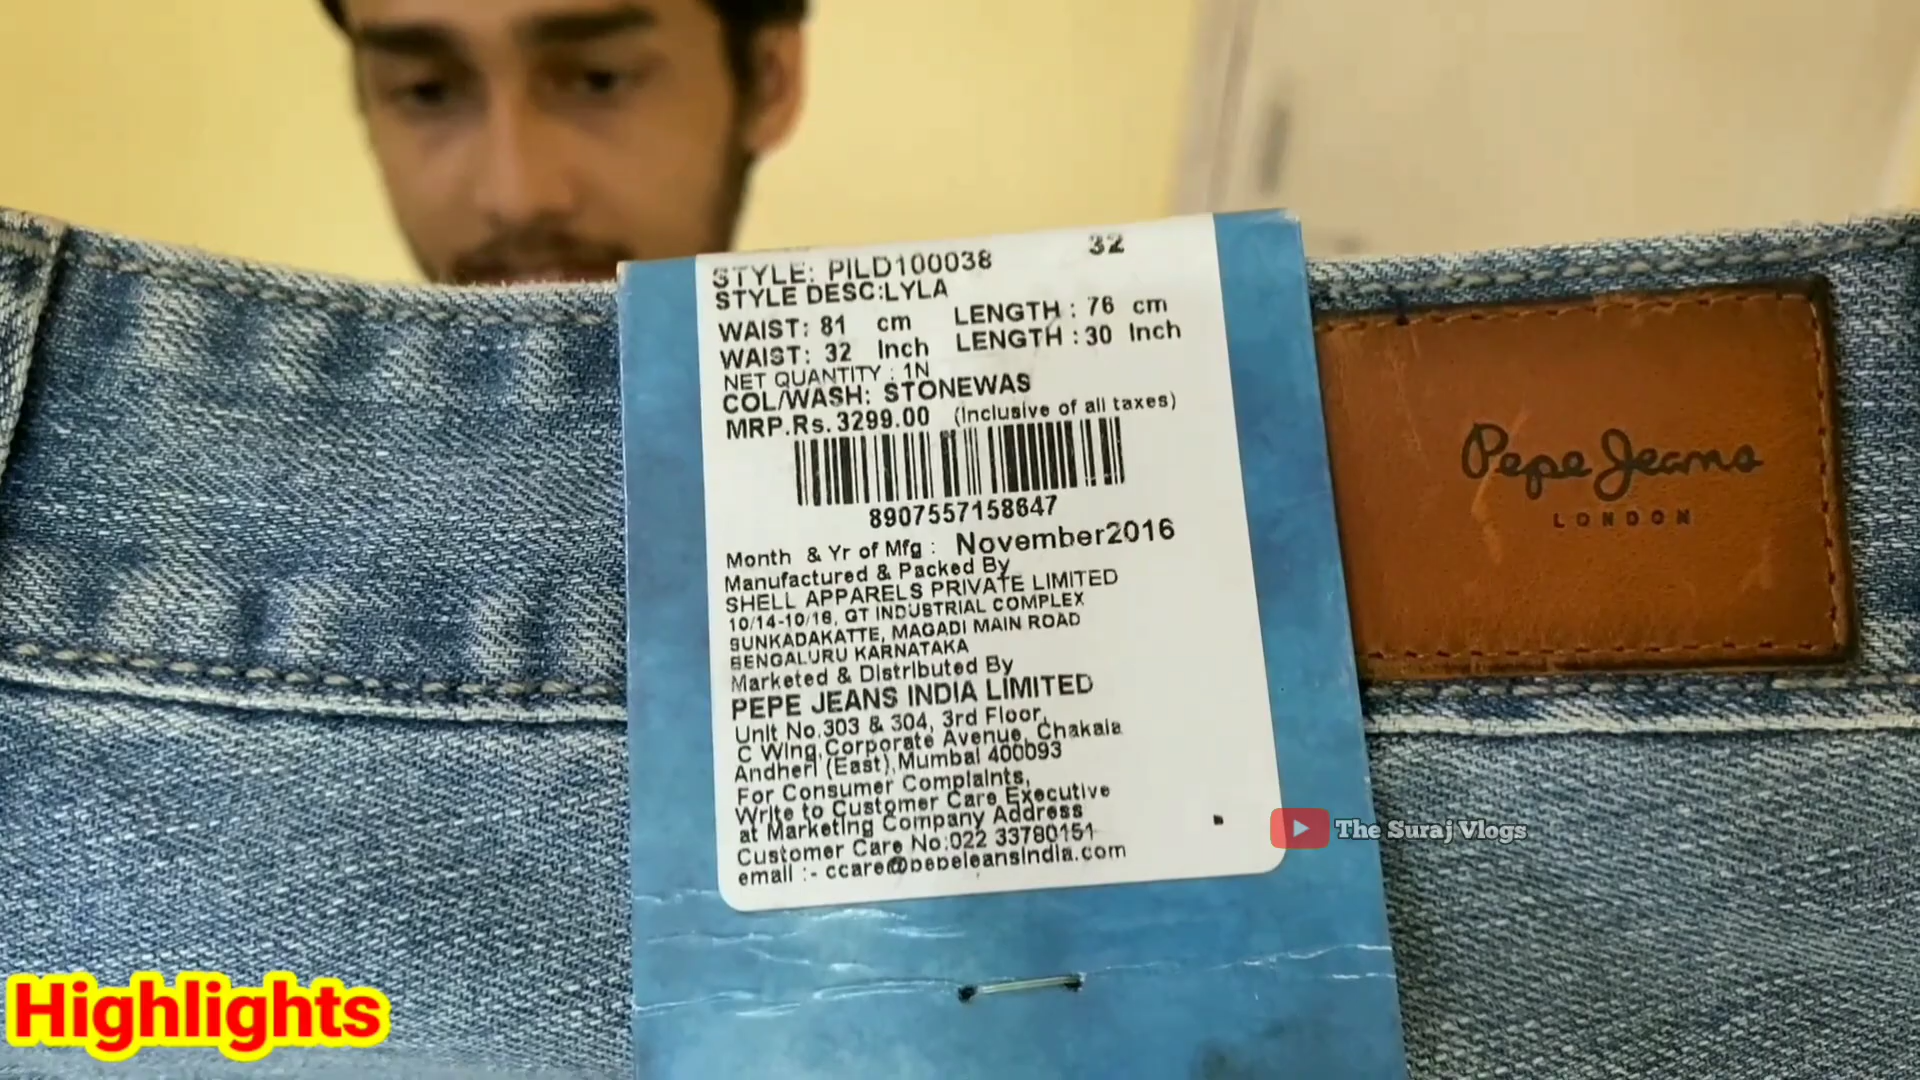 32
STYLE: PILD100038
STYLE DESC:LYLA
WAIST: 81 cm LENGTH : 76 cm
WAIST: 32 Inch LENGTH : 30 Inch
NET QUANTITY : 1N
COL/WASH: STONEWAS
MRP.Rs. 3299.00 (Inclusive of all taxes)
8907557158647
Month & Yr of Mfg : November2016
Manufactured & Packed By
SHELL APPARELS PRIVATE LIMITED
10/14-10/16, GT INDUSTRIAL COMPLEX
SUNKADAKATTE, MAGADI MAIN ROAD
BENGALURU KARNATAKA
Marketed & Distributed By
PEPE JEANS INDIA LIMITED
Unit No.303 & 304, 3rd Floor,
C Wing,Corporate Avenue, Chakala
Andheri (East),Mumbai 400093
For Consumer Complaints,
Write to Customer Care Executive
at Marketing Company Address
Customer Care No:022 33780151
email :- ccare@pepejeansindia.com
Pepe Jeans
LONDON
The Suraj Vlogs
Highlights